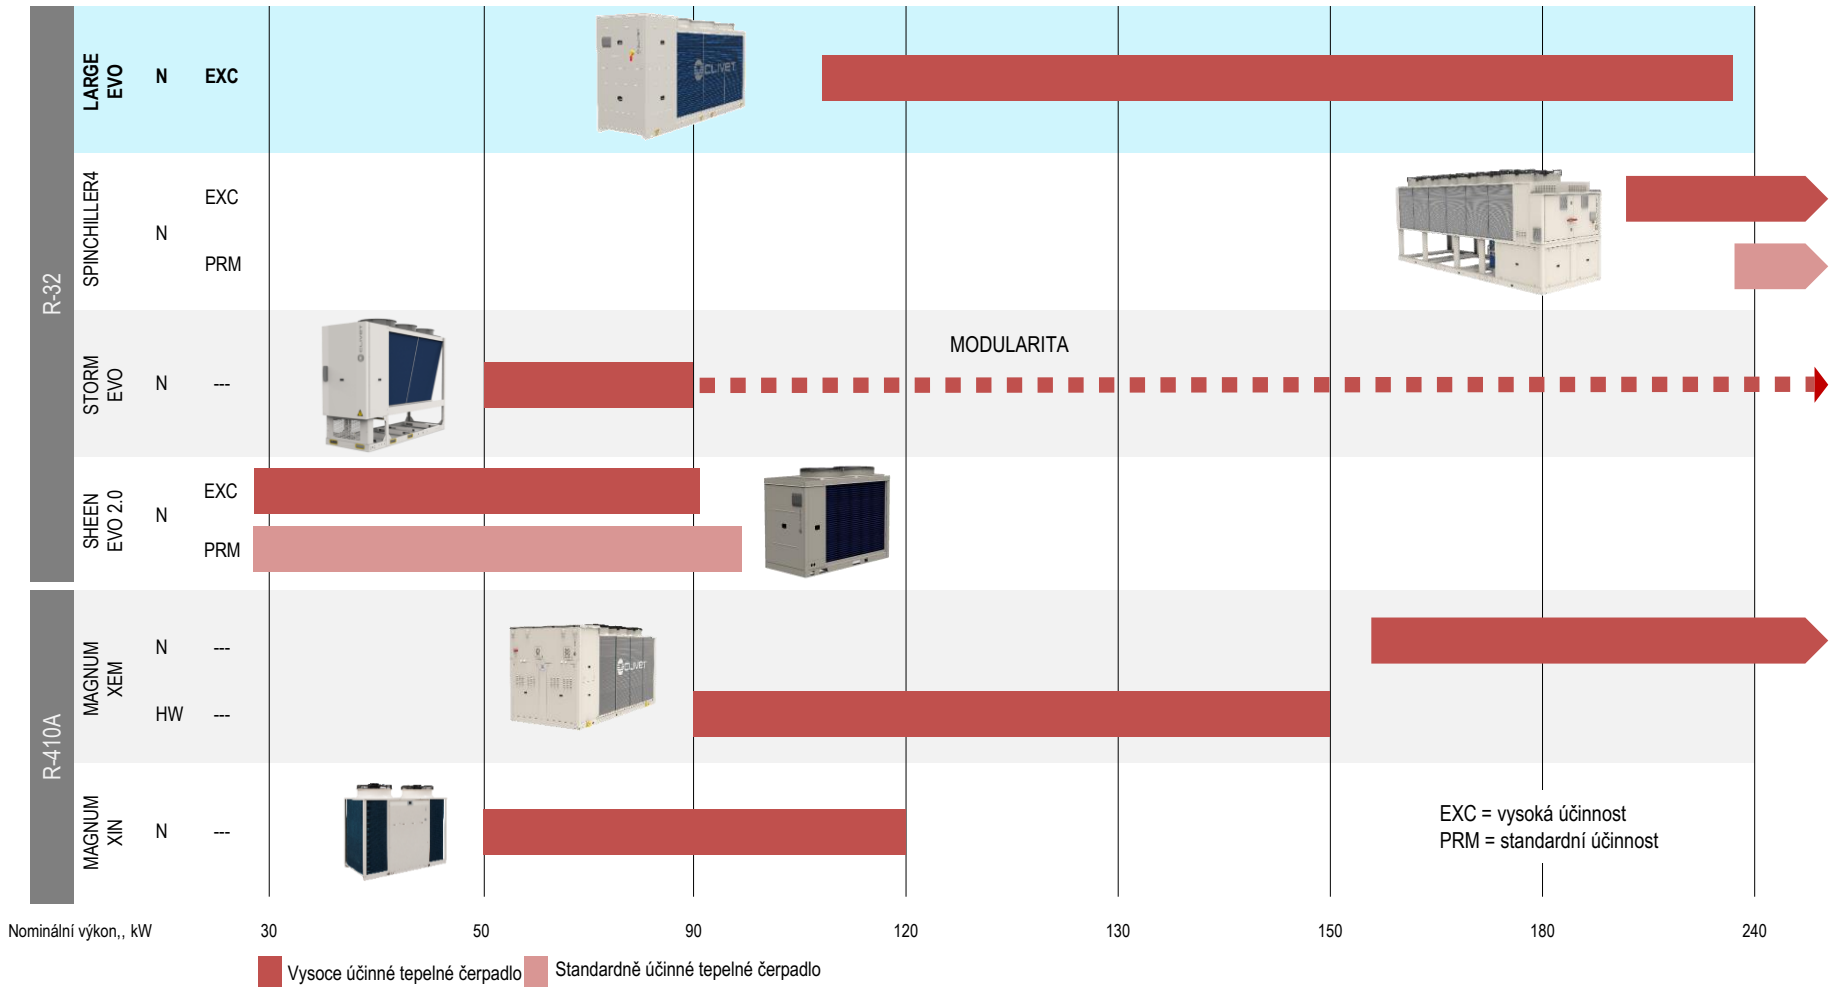 R-32
LARGE
EVO
N
EXC
CLIVET
SPINCHILLER4
N
EXC
PRM
STORM
EVO
N
---
MODULARITA
SHEEN
EVO 2.0
N
EXC
PRM
R-410A
MAGNUM
XEM
N
---
HW
---
CLIVET
MAGNUM
XIN
N
---
EXC = vysoká účinnost
PRM = standardní účinnost
Nominální výkon,, kW
30
50
90
120
130
150
180
240
Vysoce účinné tepelné čerpadlo
Standardně účinné tepelné čerpadlo